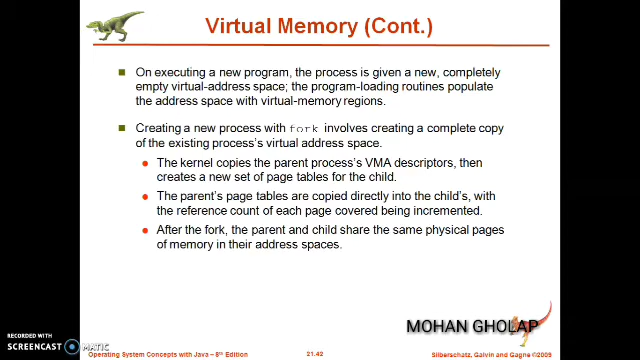 Virtual Memory (Cont.)
On executing a new program, the process is given a new, completely
empty virtual-address space; the program-loading routines populate
the address space with virtual-memory regions.
Creating a new process with fork involves creating a complete copy
of the existing process's virtual address space.
The kernel copies the parent process's VMA descriptors, then
creates a new set of page tables for the child.
The parent's page tables are copied directly into the child's, with
the reference count of each page covered being incremented.
After the fork, the parent and child share the same physical pages
of memory in their address spaces.
MOHAN GHOLAP
RECORDED WITH
SCREENCAST MATIC
Operating System Concepts with Java – 8th Edition
21.42
Silberschatz, Galvin and Gagne ©2009